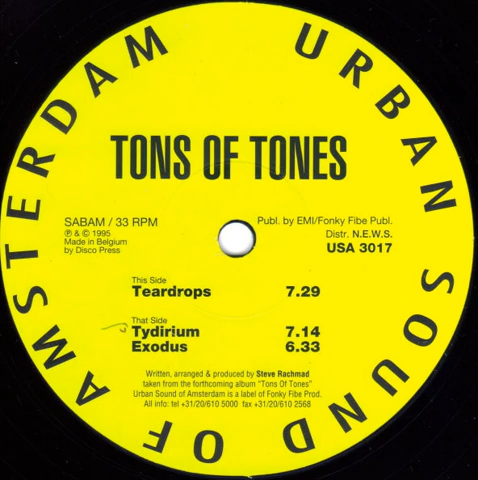 URBAN SOUND OF AMSTERDAM
TONS OF TONES
SABAM / 33 RPM
℗ & © 1995
Made in Belgium
by Disco Press
Publ. by EMI/Fonky Fibe Publ.
Distr. N.E.W.S.
USA 3017
This Side
Teardrops 7.29
That Side
Tydirium 7.14
Exodus 6.33
Written, arranged & produced by Steve Rachmad
taken from the forthcoming album "Tons Of Tones"
Urban Sound of Amsterdam is a label of Fonky Fibe Prod.
All info: tel +31/20/610 5000 fax +31/20/610 2568